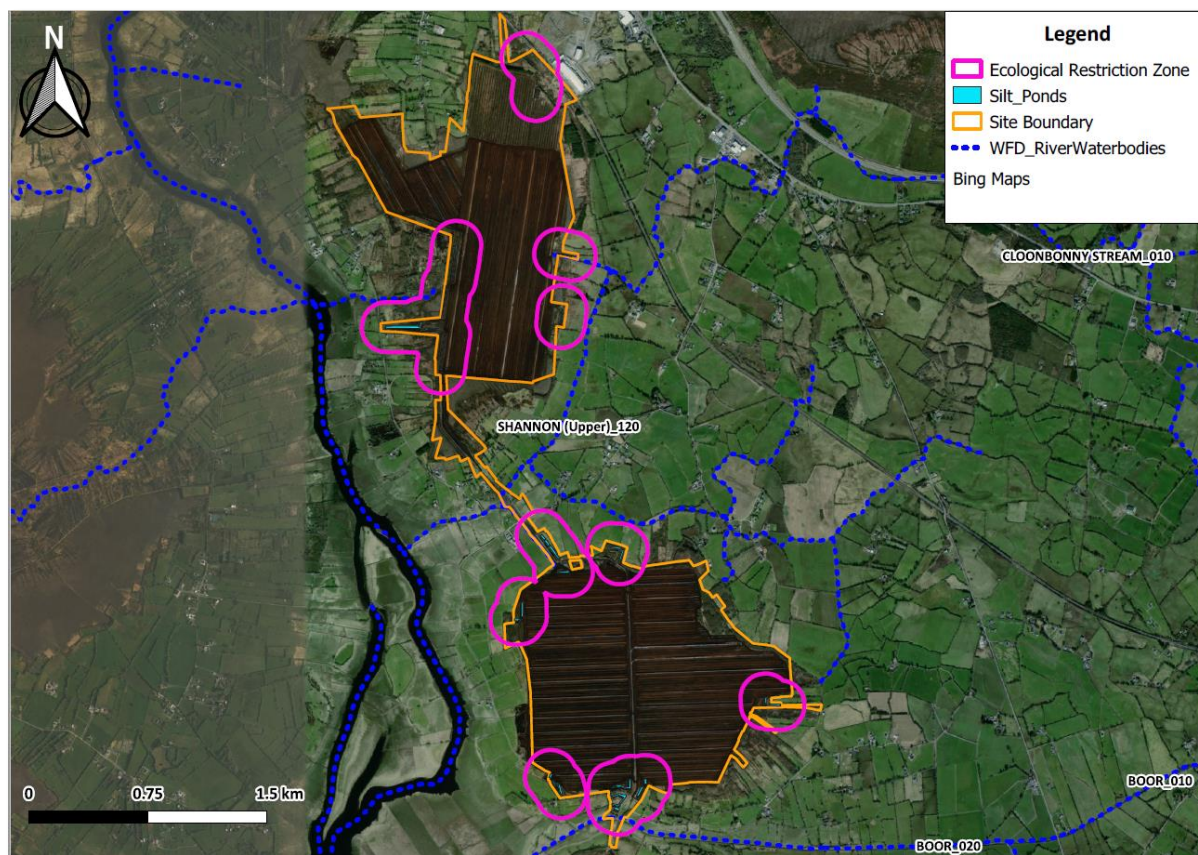 N
Legend
Ecological Restriction Zone
Silt_Ponds
Site Boundary
WFD_RiverWaterbodies
Bing Maps
CLOONBONNY STREAM_010
SHANNON (Upper)_120
BOOR_010
BOOR_020
0 0.75 1.5 km